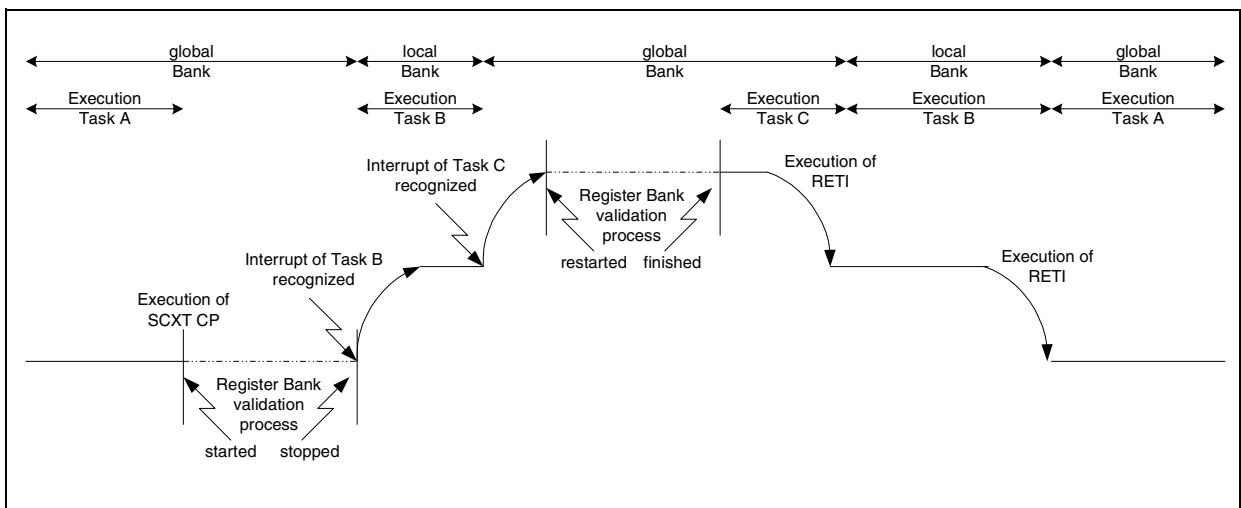 global
Bank
local
Bank
global
Bank
local
Bank
global
Bank
Execution
Task A
Execution
Task B
Execution
Task C
Execution
Task B
Execution
Task A
Interrupt of Task C
recognized
Execution of
RETI
Register Bank
validation
process
restarted
finished
Interrupt of Task B
recognized
Execution of
RETI
Execution of
SCXT CP
Register Bank
validation
process
started
stopped